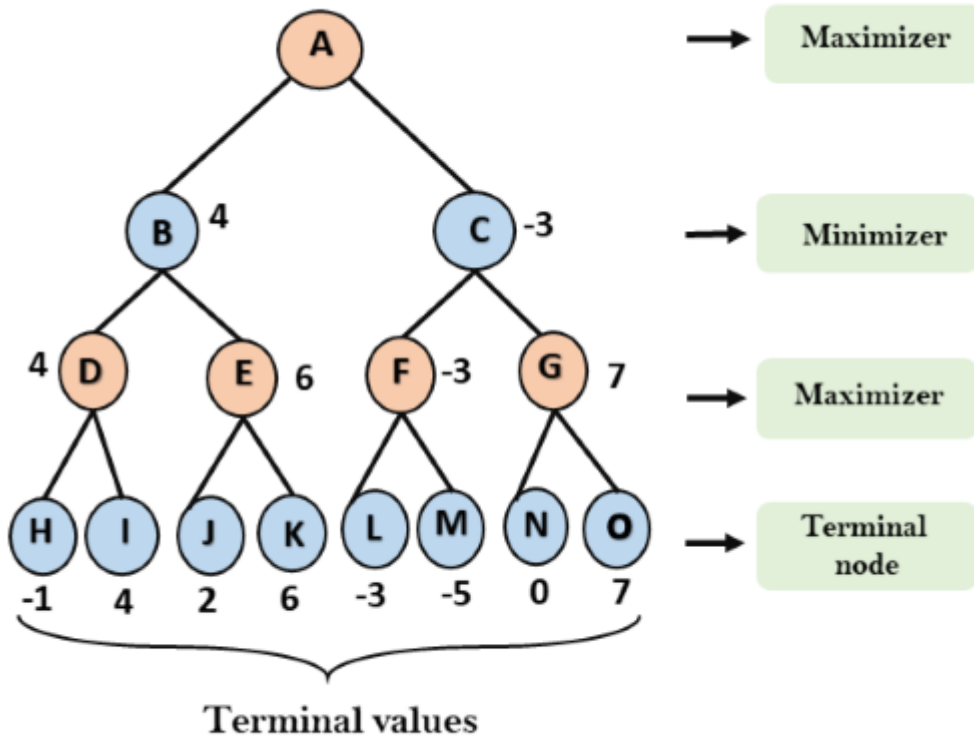 A
Maximizer
B
4
C
-3
Minimizer
4
D
E
6
F
-3
G
7
Maximizer
H
I
J
K
L
M
N
O
Terminal
node
-1
4
2
6
-3
-5
0
7
Terminal values